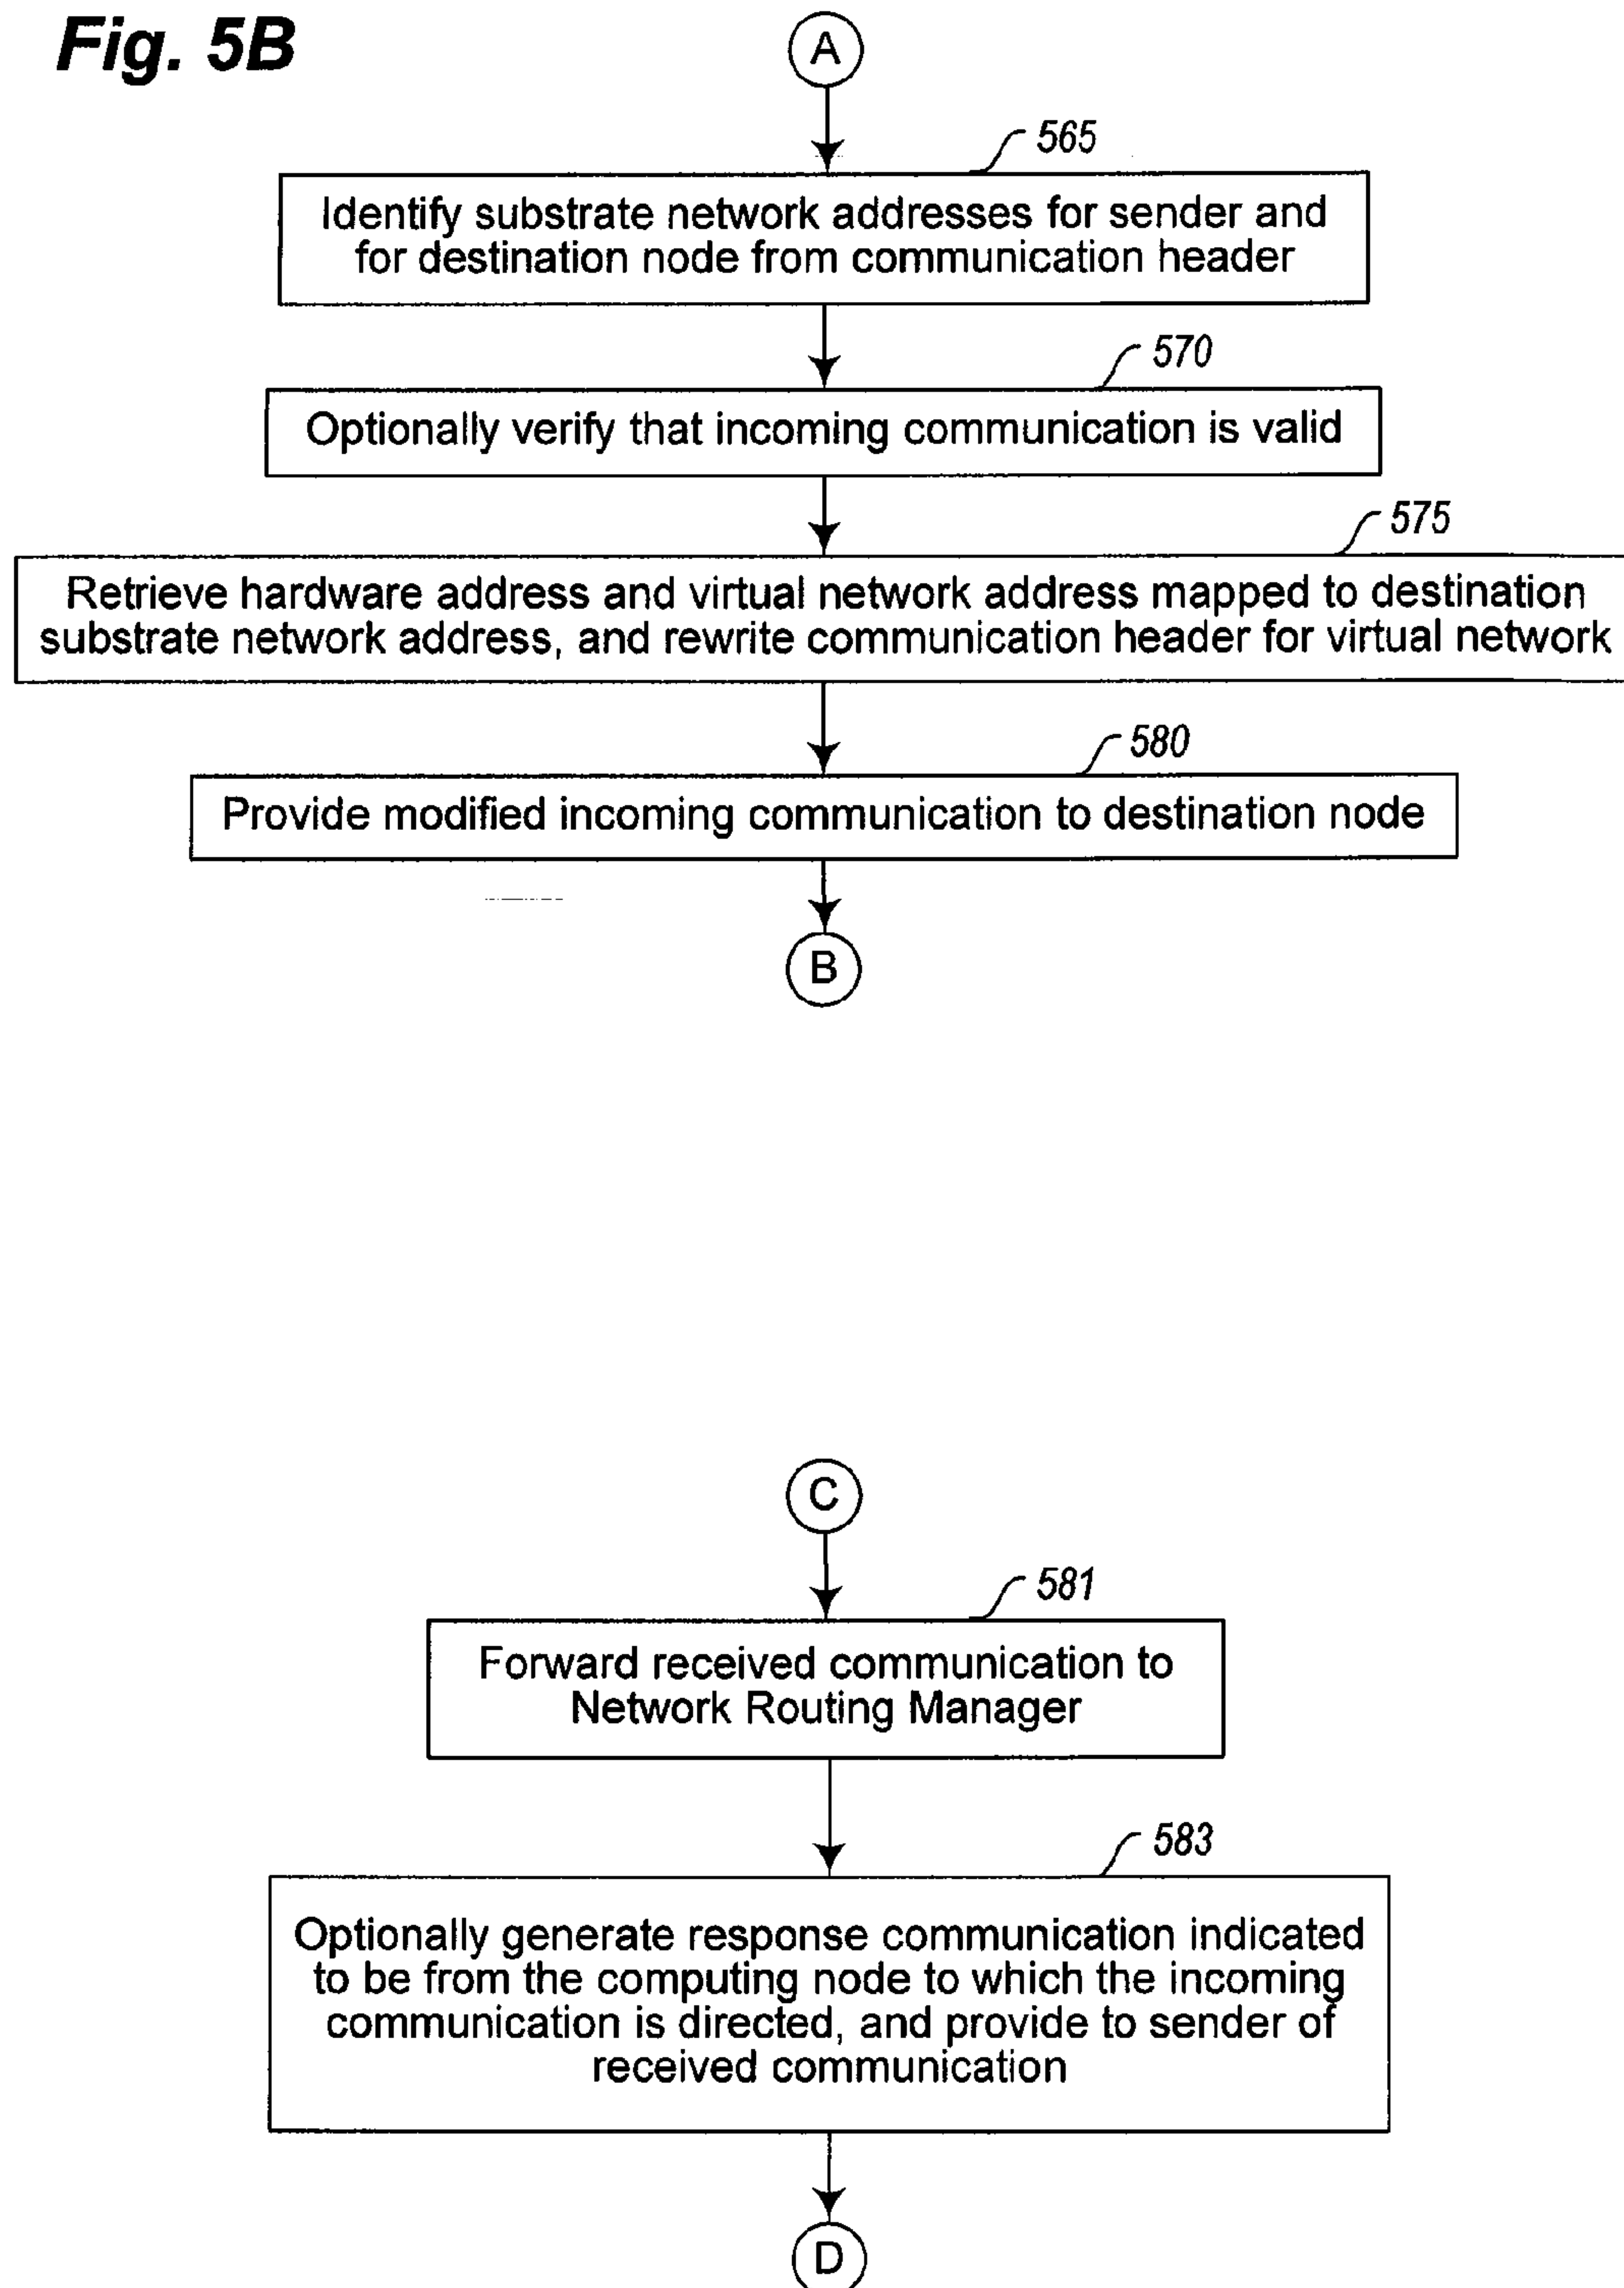 Fig. 5B
A
565
Identify substrate network addresses for sender and
for destination node from communication header
570
Optionally verify that incoming communication is valid
575
Retrieve hardware address and virtual network address mapped to destination
substrate network address, and rewrite communication header for virtual network
580
Provide modified incoming communication to destination node
B
C
581
Forward received communication to
Network Routing Manager
583
Optionally generate response communication indicated
to be from the computing node to which the incoming
communication is directed, and provide to sender of
received communication
D